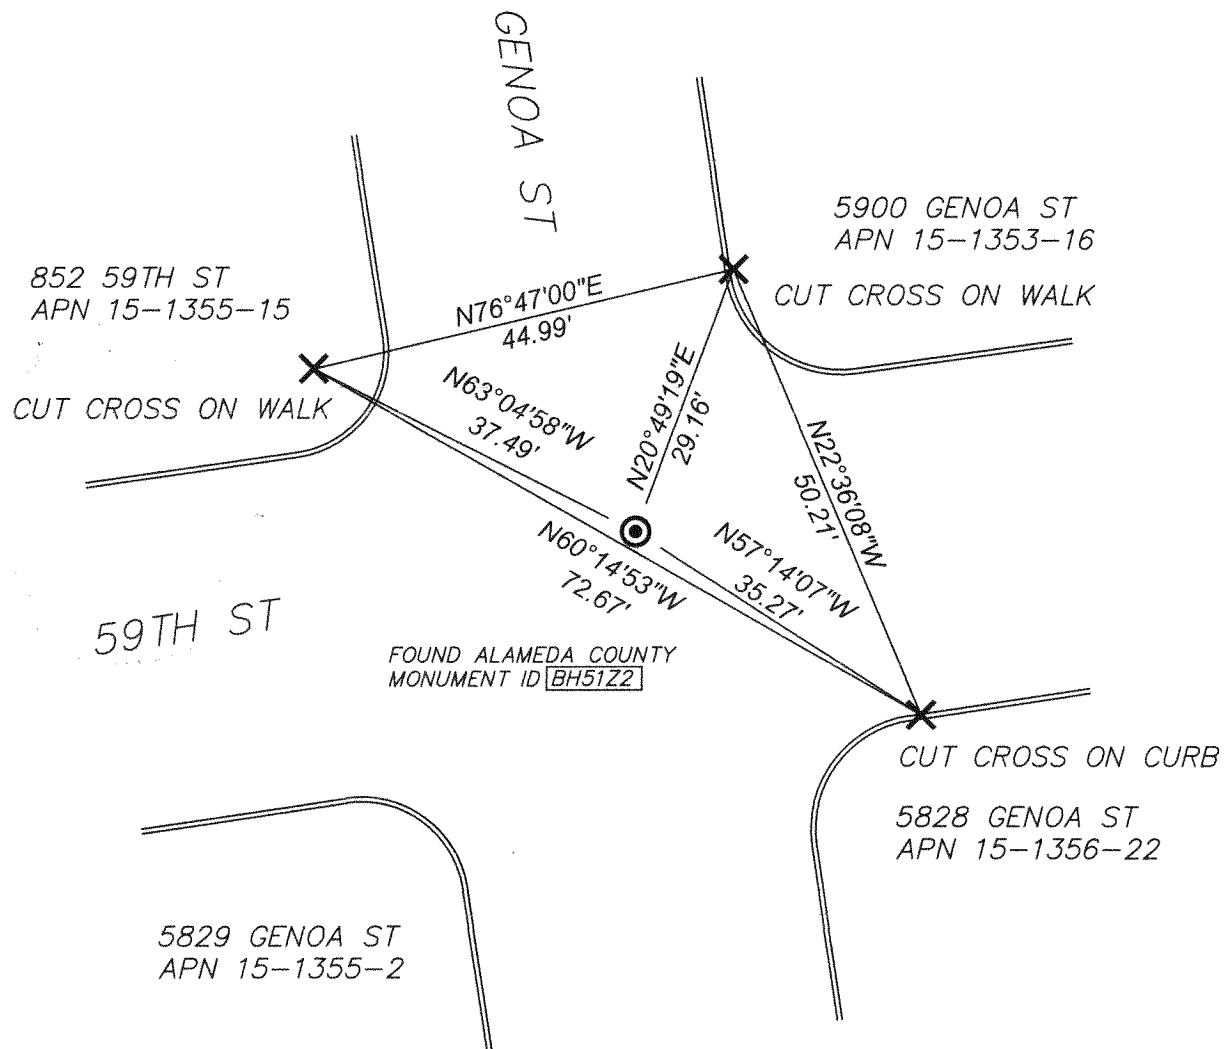 GENOA ST
5900 GENOA ST
APN 15-1353-16
852 59TH ST
APN 15-1355-15
N76°47'00"E
44.99'
CUT CROSS ON WALK
CUT CROSS ON WALK
N63°04'58"W
37.49'
N20°49'19"E
29.16'
N22°36'08"W
50.21'
N60°14'53"W
72.67'
N57°14'07"W
35.27'
59TH ST
FOUND ALAMEDA COUNTY
MONUMENT ID BH51Z2
CUT CROSS ON CURB
5828 GENOA ST
APN 15-1356-22
5829 GENOA ST
APN 15-1355-2